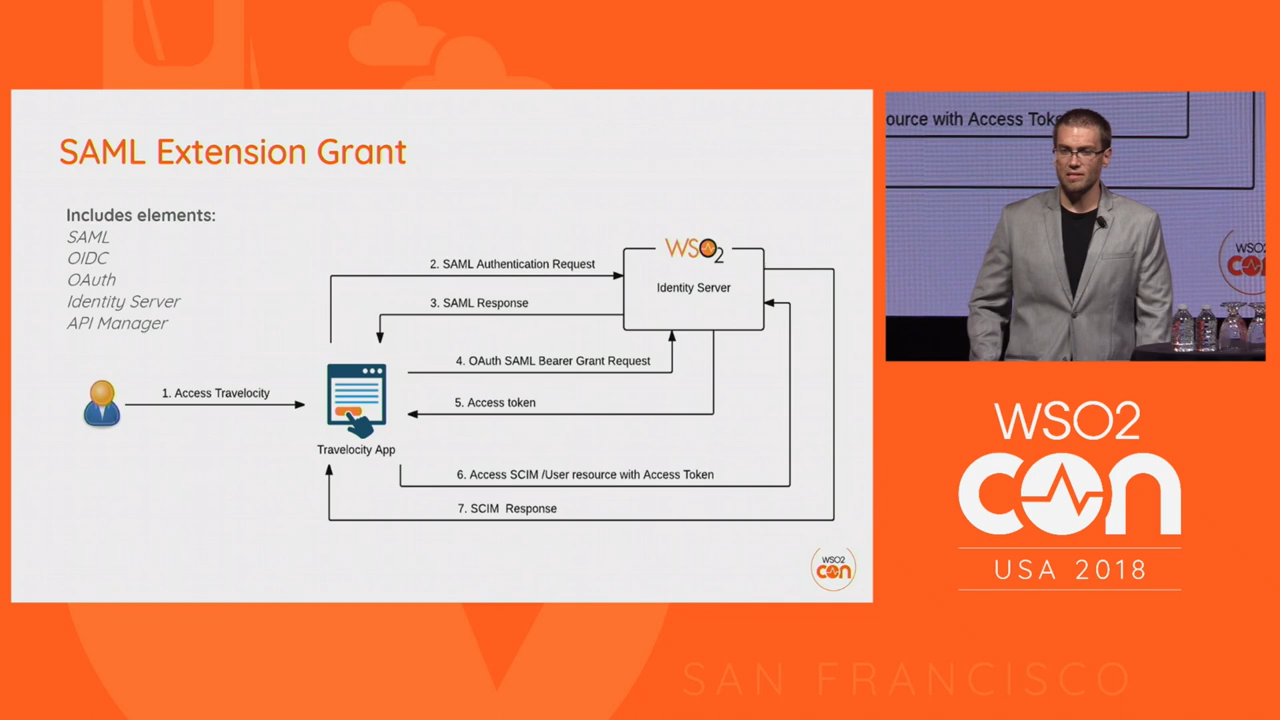 SAML Extension Grant
Includes elements:
SAML
OIDC
OAuth
Identity Server
API Manager
WSO2
Identity Server
2. SAML Authentication Request
3. SAML Response
4. OAuth SAML Bearer Grant Request
1. Access Travelocity
5. Access token
Travelocity App
6. Access SCIM /User resource with Access Token
7. SCIM Response
WSO2
con
ource with Access Toke
WSO2
WSO2
con
USA 2018
SAN FRANCISCO